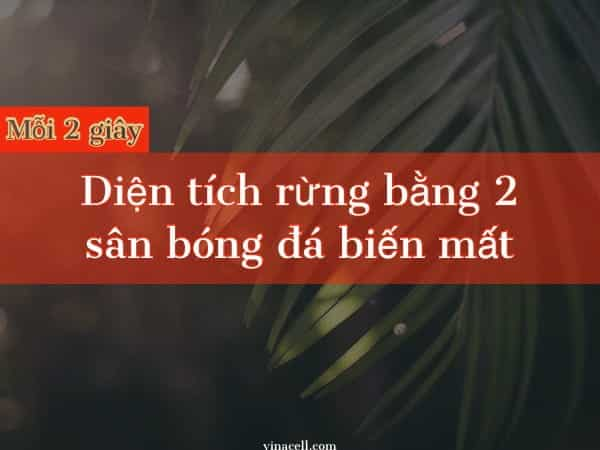 Mỗi 2 giây
Diện tích rừng bằng 2
sân bóng đá biến mất
vinacell.com